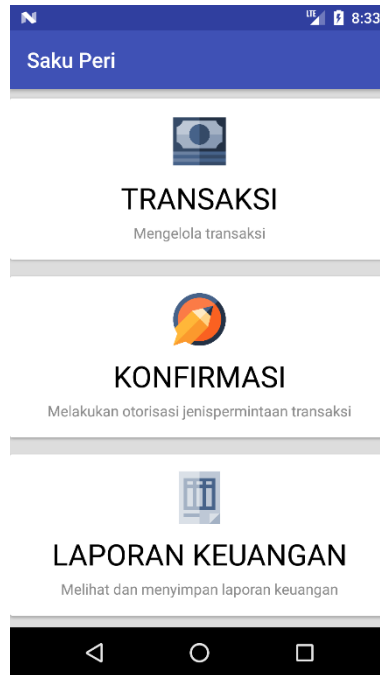 LTE 8:33
Saku Peri
TRANSAKSI
Mengelola transaksi
KONFIRMASI
Melakukan otorisasi jenispermintaan transaksi
LAPORAN KEUANGAN
Melihat dan menyimpan laporan keuangan